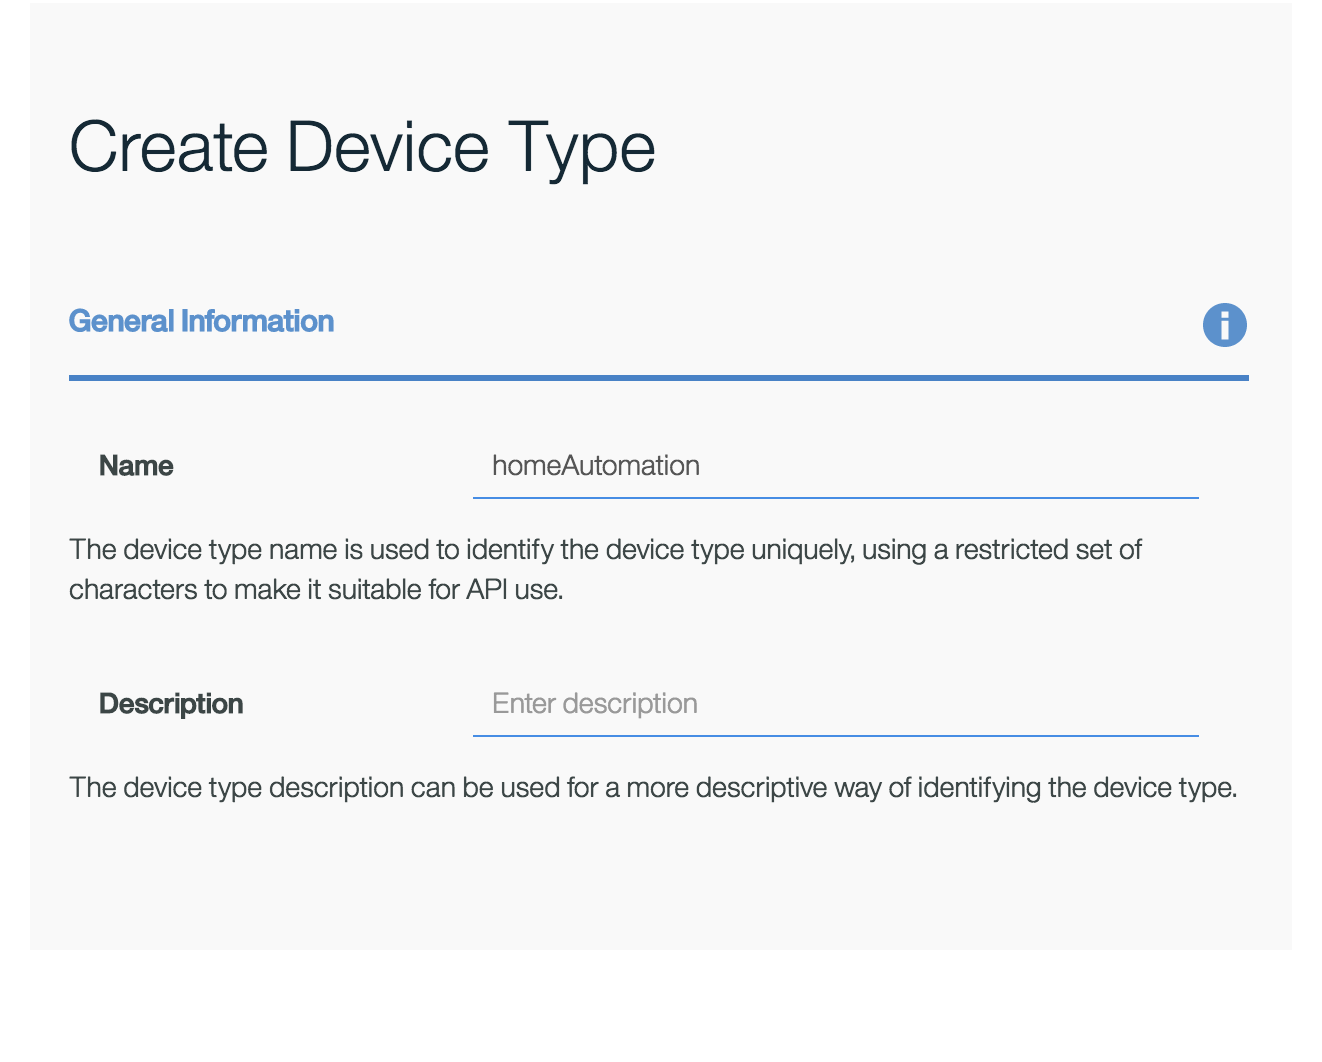 Create Device Type
General Information
Name
homeAutomation
The device type name is used to identify the device type uniquely, using a restricted set of
characters to make it suitable for API use.
Description
Enter description
The device type description can be used for a more descriptive way of identifying the device type.